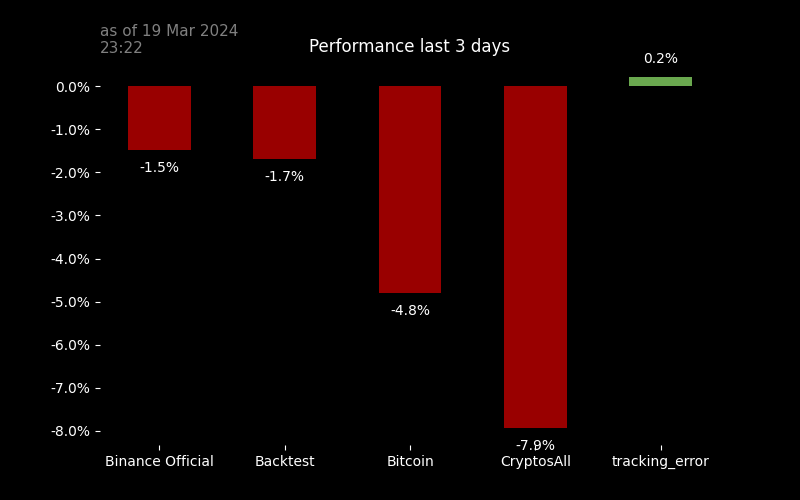 as of 19 Mar 2024
23:22
Performance last 3 days
0.2%
0.0%
-1.0%
-2.0%
-3.0%
-4.0%
-5.0%
-6.0%
-7.0%
-8.0%
-1.5%
-1.7%
-4.8%
-7.9%
Binance Official
Backtest
Bitcoin
CryptosAll
tracking_error